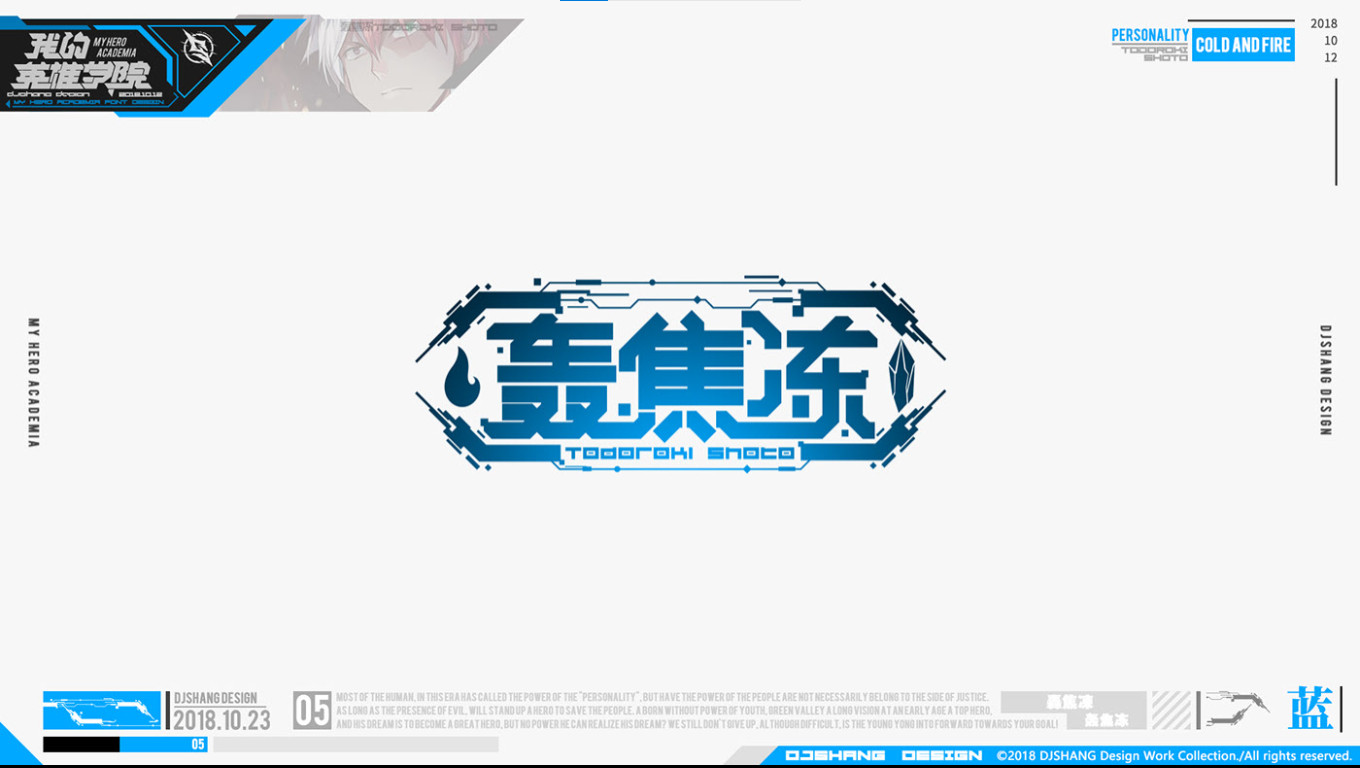 我的
英雄学院
MY HERO
ACADEMIA
djshang design
2018.10.12
MY HERO ACADEMIA FONT DESIGN
TODOROKI SHOTO
PERSONALITY
TODOROKI
SHOTO
COLD AND FIRE
2018
10
12
MY HERO ACADEMIA
轰焦冻
TODOROKI SHOTO
DJSHANG DESIGN
DJSHANG DESIGN
2018.10.23
05
05
MOST OF THE HUMAN, IN THIS ERA HAS CALLED THE POWER OF THE "PERSONALITY", BUT HAVE THE POWER OF THE PEOPLE ARE NOT NECESSARILY BELONG TO THE SIDE OF JUSTICE.
AS LONG AS THE PRESENCE OF EVIL, WILL STAND UP A HERO TO SAVE THE PEOPLE. A BORN WITHOUT POWER OF YOUTH, GREEN VALLEY A LONG VISION AT AN EARLY AGE A TOP HERO,
AND HIS DREAM IS TO BECOME A GREAT HERO, BUT NO POWER HE CAN REALIZE HIS DREAM? WE STILL DON'T GIVE UP, ALTHOUGH DIFFICULT, IS THE YOUNG YONG INTO FORWARD TOWARDS YOUR GOAL!
轰焦冻
轰焦冻
蓝
DJSHANG DESIGN
©2018 DJSHANG Design Work Collection./All rights reserved.